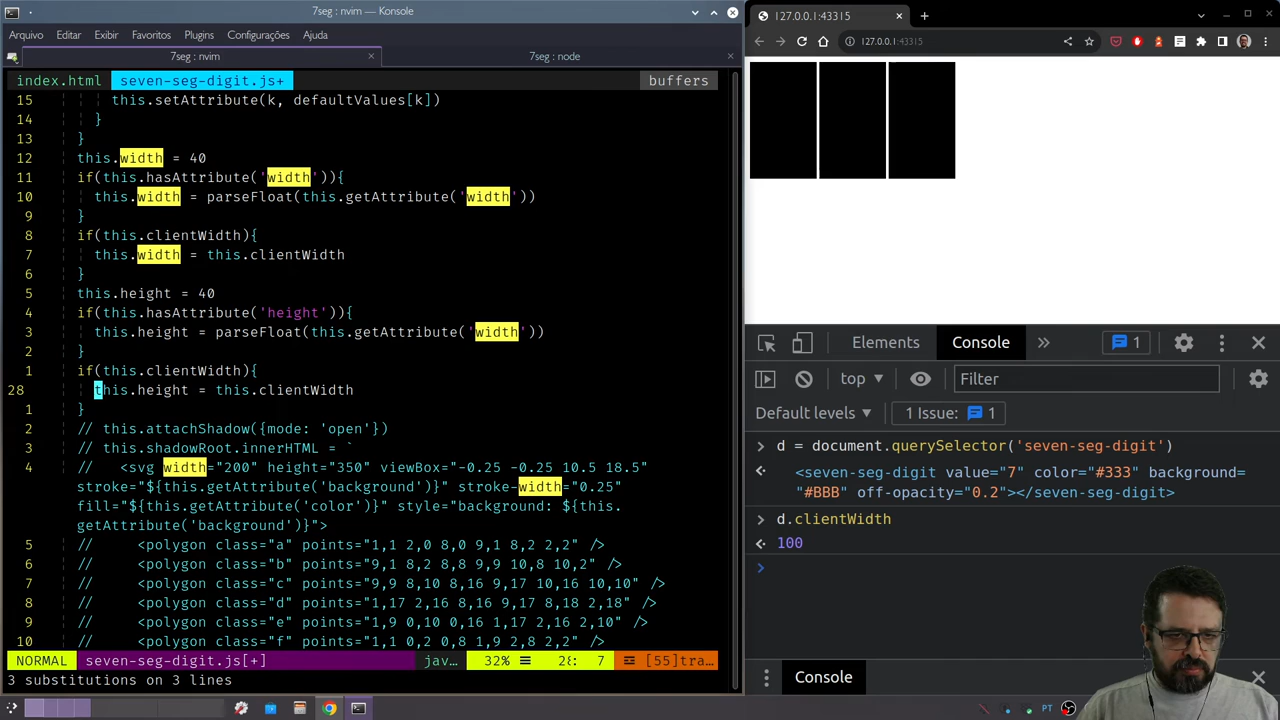 7seg : nvim — Konsole
Arquivo Editar Exibir Favoritos Plugins Configurações Ajuda
7seg : nvim
7seg : node
index.html seven-seg-digit.js+ buffers
15 this.setAttribute(k, defaultValues[k])
14 }
13 }
12 this.width = 40
11 if(this.hasAttribute('width')){
10 this.width = parseFloat(this.getAttribute('width'))
9 }
8 if(this.clientWidth){
7 this.width = this.clientWidth
6 }
5 this.height = 40
4 if(this.hasAttribute('height')){
3 this.height = parseFloat(this.getAttribute('width'))
2 }
1 if(this.clientWidth){
28 this.height = this.clientWidth
1 }
2 // this.attachShadow({mode: 'open'})
3 // this.shadowRoot.innerHTML = `
4 // <svg width="200" height="350" viewBox="-0.25 -0.25 10.5 18.5"
stroke="${this.getAttribute('background')}" stroke-width="0.25"
fill="${this.getAttribute('color')}" style="background: ${this.
getAttribute('background')}">
5 // <polygon class="a" points="1,1 2,0 8,0 9,1 8,2 2,2" />
6 // <polygon class="b" points="9,1 8,2 8,8 9,9 10,8 10,2" />
7 // <polygon class="c" points="9,9 8,10 8,16 9,17 10,16 10,10" />
8 // <polygon class="d" points="1,17 2,16 8,16 9,17 8,18 2,18" />
9 // <polygon class="e" points="1,9 0,10 0,16 1,17 2,16 2,10" />
10 // <polygon class="f" points="1,1 0,2 0,8 1,9 2,8 2,2" />
NORMAL seven-seg-digit.js[+] jav… 32% 28: 7 [55]tra…
3 substitutions on 3 lines
127.0.0.1:43315
127.0.0.1:43315
Elements Console 1
top Filter
Default levels 1 Issue: 1
d = document.querySelector('seven-seg-digit')
<seven-seg-digit value="7" color="#333" background=
"#BBB" off-opacity="0.2"></seven-seg-digit>
d.clientWidth
100
Console
PT